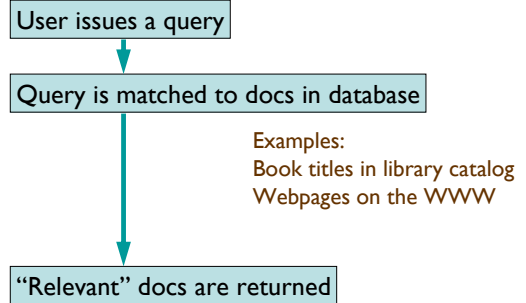 User issues a query
Query is matched to docs in database
Examples:
Book titles in library catalog
Webpages on the WWW
“Relevant” docs are returned